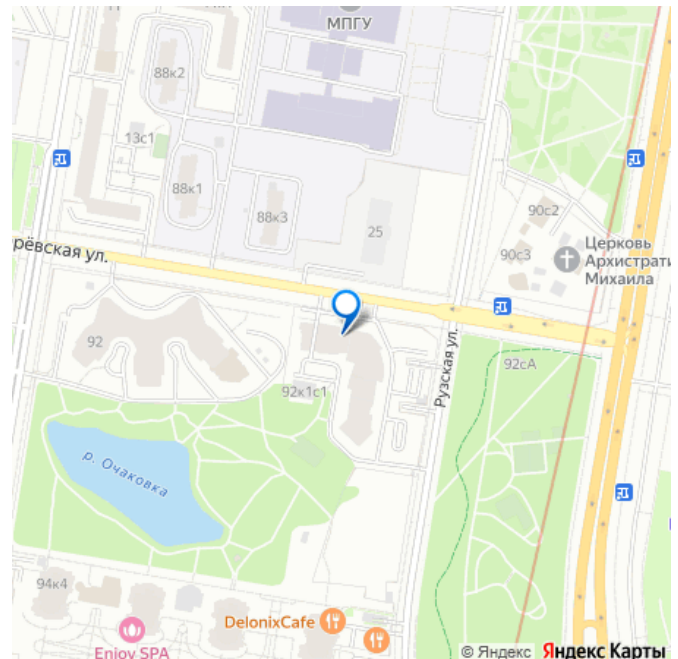 МПГУ
88к2
13с1
88к1
88к3
25
90с2
90с3
Церковь
Архистрати
Михаила
рёвская ул.
92
92к1с1
Рузская ул.
92сА
р. Очаковка
94к4
DelonixCafe
Enjoy SPA
© Яндекс Яндекс Карты